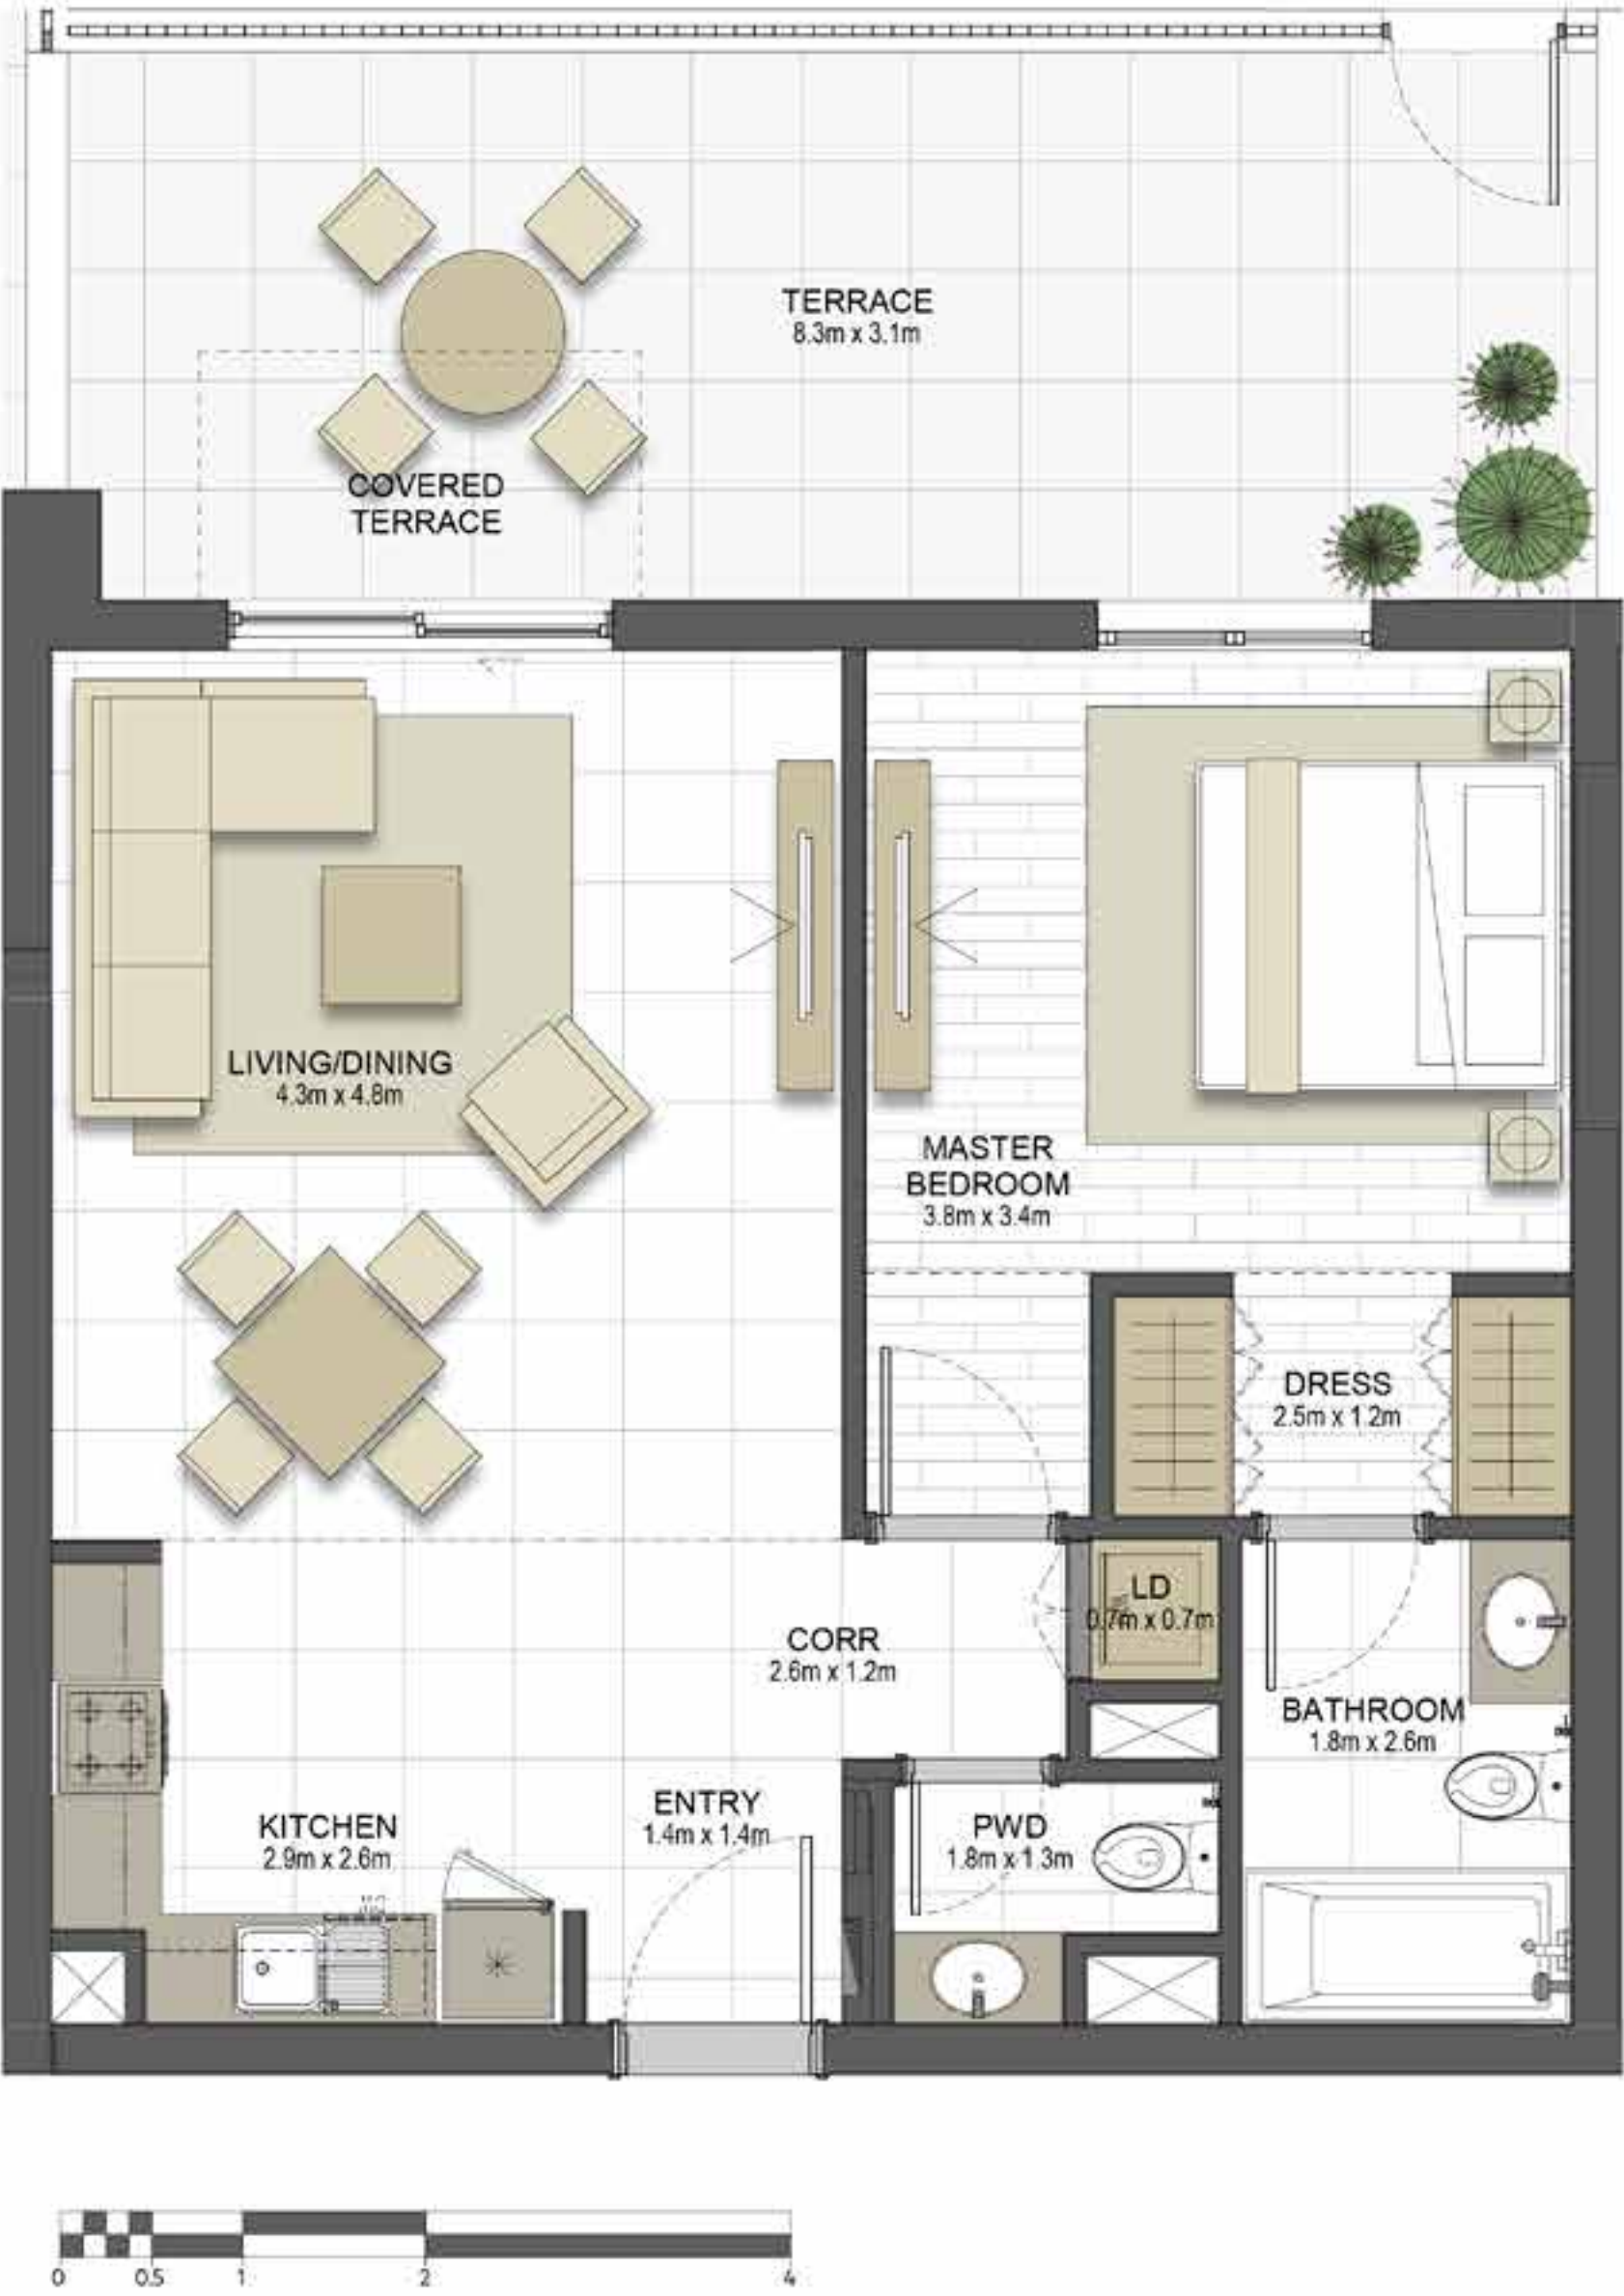 TERRACE
8.3m x 3.1m
COVERED
TERRACE
LIVING/DINING
4.3m x 4.8m
MASTER
BEDROOM
3.8m x 3.4m
DRESS
2.5m x 1.2m
LD
0.7m x 0.7m
CORR
2.6m x 1.2m
BATHROOM
1.8m x 2.6m
KITCHEN
2.9m x 2.6m
ENTRY
1.4m x 1.4m
PWD
1.8m x 1.3m
0 0.5 1 2 4